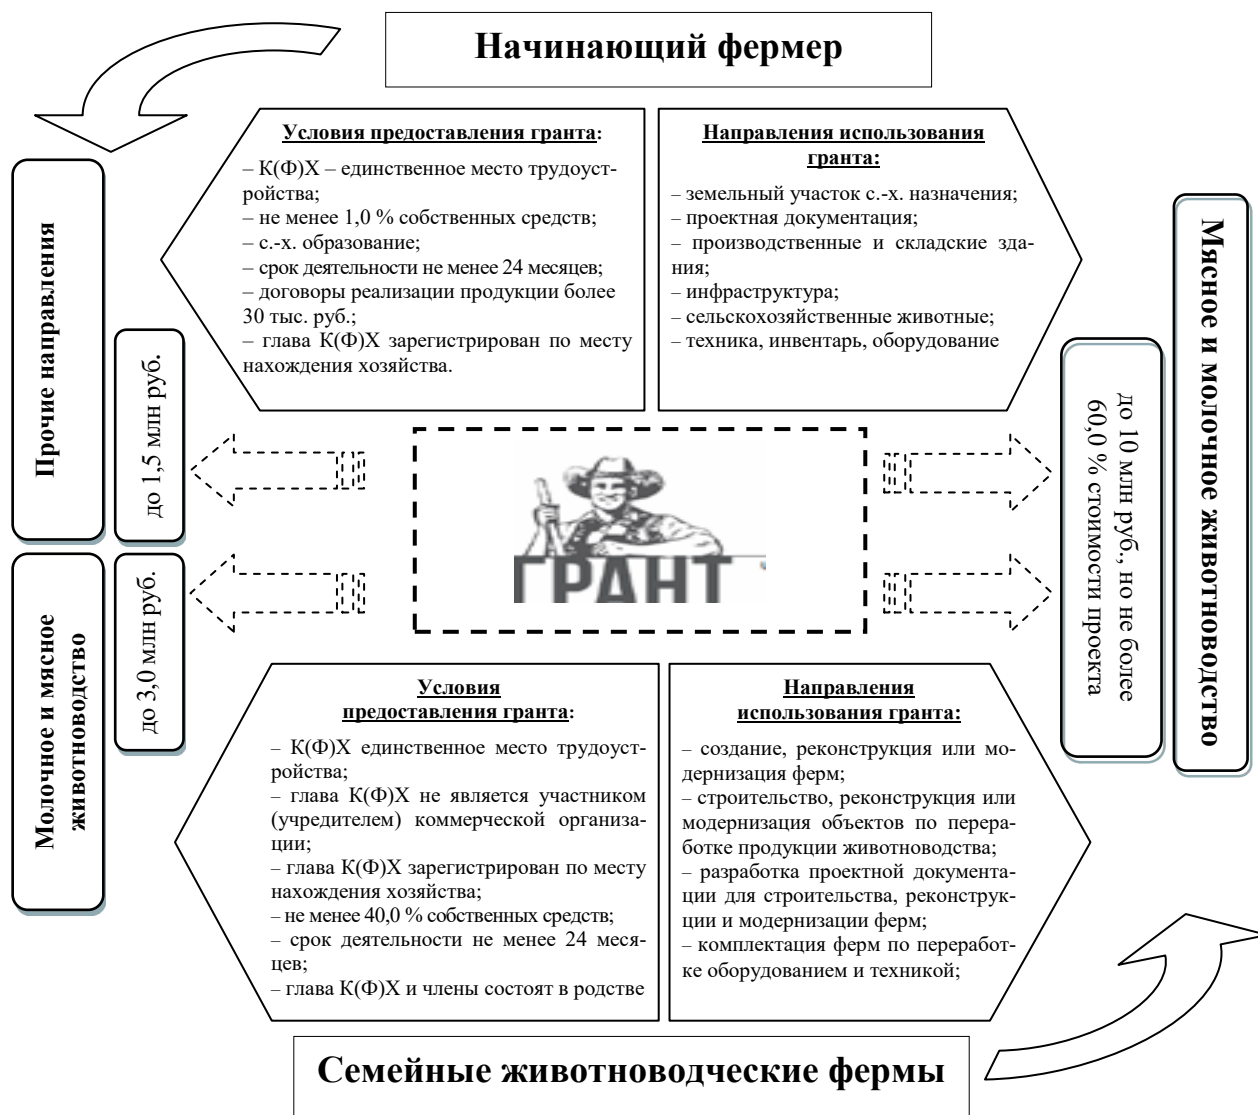 Начинающий фермер
Условия предоставления гранта:
– К(Ф)Х – единственное место трудоуст-
ройства;
– не менее 1,0 % собственных средств;
– с.-х. образование;
– срок деятельности не менее 24 месяцев;
– договоры реализации продукции более
30 тыс. руб.;
– глава К(Ф)Х зарегистрирован по месту
нахождения хозяйства.
Направления использования
гранта:
– земельный участок с.-х. назначения;
– проектная документация;
– производственные и складские зда-
ния;
– инфраструктура;
– сельскохозяйственные животные;
– техника, инвентарь, оборудование
Прочие направления
до 1,5 млн руб.
Молочное и мясное
животноводство
до 3,0 млн руб.
ГРАНТ
до 10 млн руб., но не более
60,0 % стоимости проекта
Мясное и молочное животноводство
Условия
предоставления гранта:
– К(Ф)Х единственное место трудоуст-
ройства;
– глава К(Ф)Х не является участником
(учредителем) коммерческой организа-
ции;
– глава К(Ф)Х зарегистрирован по месту
нахождения хозяйства;
– не менее 40,0 % собственных средств;
– срок деятельности не менее 24 меся-
цев;
– глава К(Ф)Х и члены состоят в родстве
Направления
использования гранта:
– создание, реконструкция или мо-
дернизация ферм;
– строительство, реконструкция или
модернизация объектов по перера-
ботке продукции животноводства;
– разработка проектной документа-
ции для строительства, реконструк-
ции и модернизации ферм;
– комплектация ферм по переработ-
ке оборудованием и техникой;
Семейные животноводческие фермы